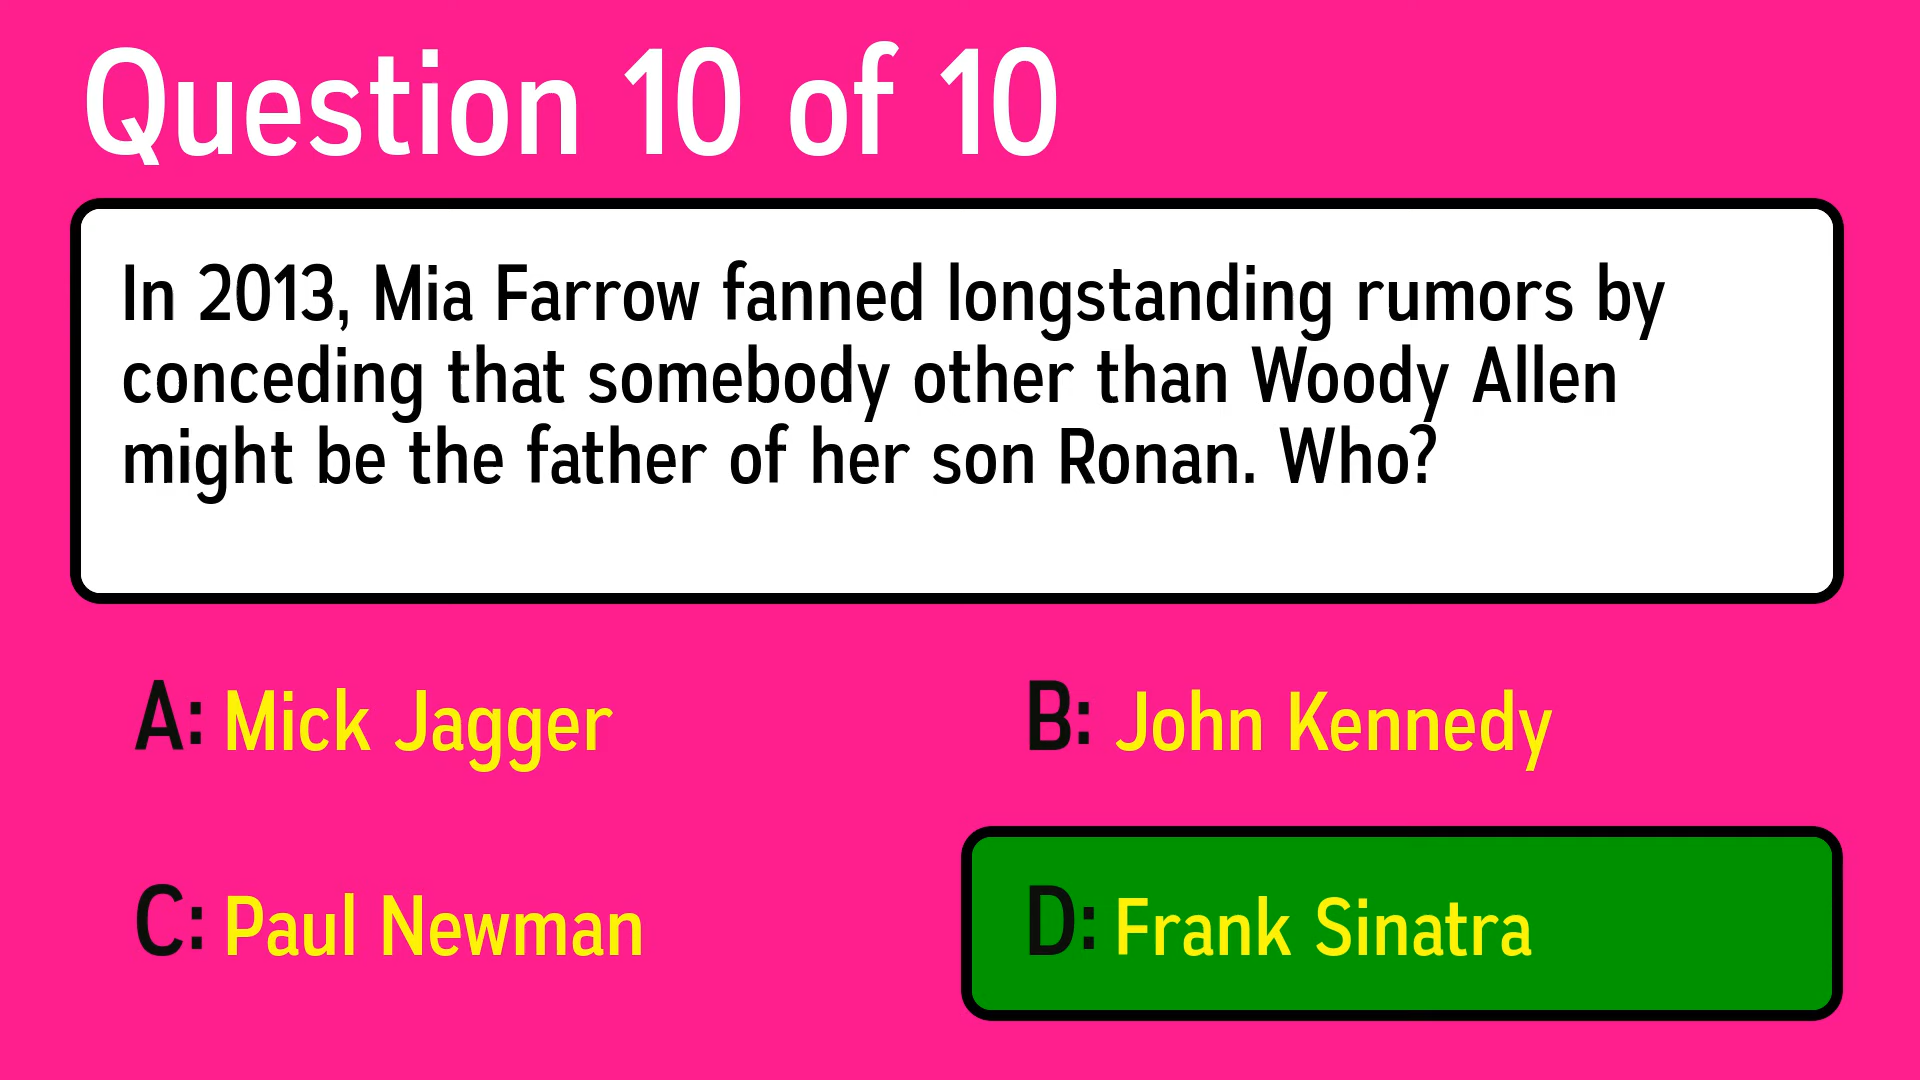 Question 10 of 10
In 2013, Mia Farrow fanned longstanding rumors by
conceding that somebody other than Woody Allen
might be the father of her son Ronan. Who?
A: Mick Jagger
B: John Kennedy
C: Paul Newman
D: Frank Sinatra